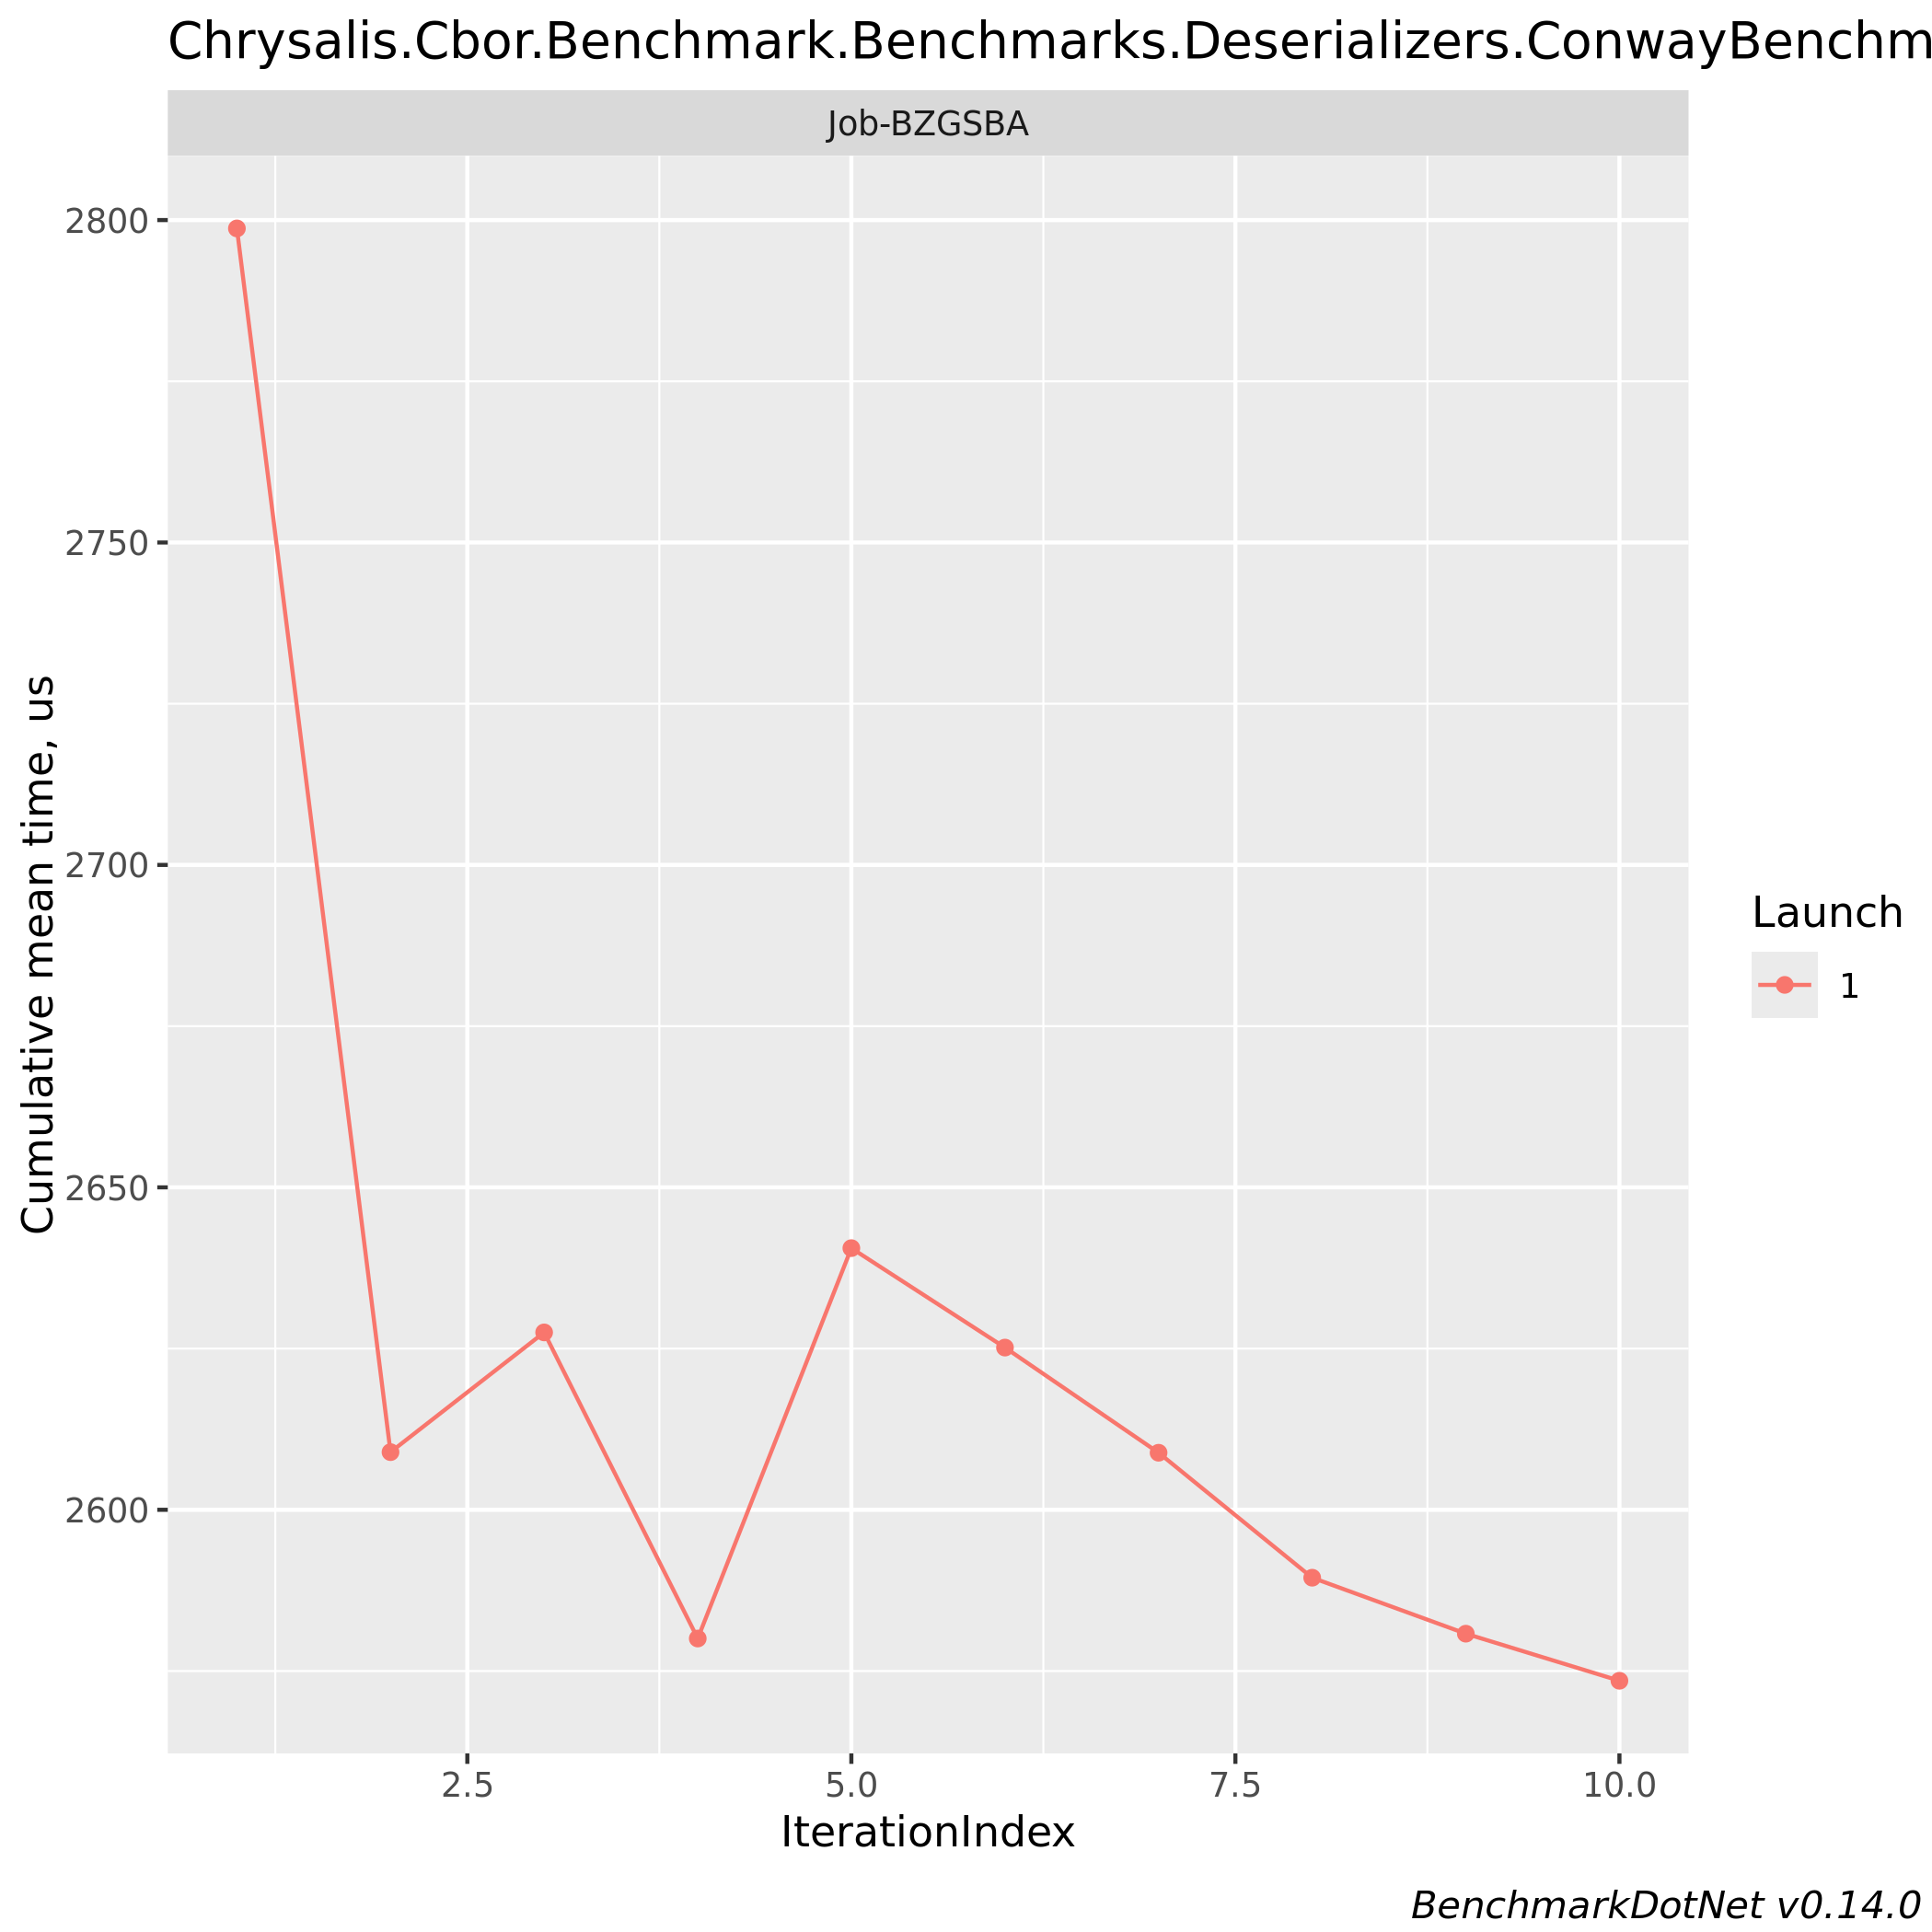 Chrysalis.Cbor.Benchmark.Benchmarks.Deserializers.ConwayBenchm
Job-BZGSBA
2800
2750
2700
2650
2600
Cumulative mean time, us
2.5 5.0 7.5 10.0
IterationIndex
Launch
1
BenchmarkDotNet v0.14.0